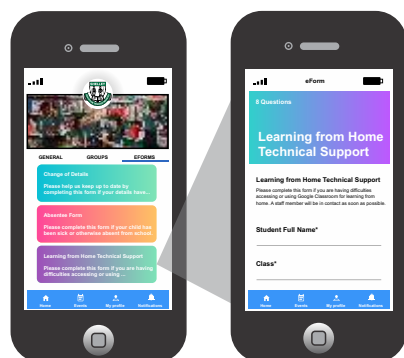 GENERAL GROUPS EFORMS
Change of Details
Please help us keep up to date by
completing this form if your details have...
Absentee Form
Please complete this form if your child has
been sick or otherwise absent from school.
Learning from Home Technical Support
Please complete this form if you are having
difficulties accessing or using ...
Home Events My profile Notifications
eForm
8 Questions
Learning from Home
Technical Support
Learning from Home Technical Support
Please complete this form if you are having difficulties
accessing or using Google Classroom for learning from
home. A staff member will be in contact as soon as possible.
Student Full Name*
Class*
Home Events My profile Notifications